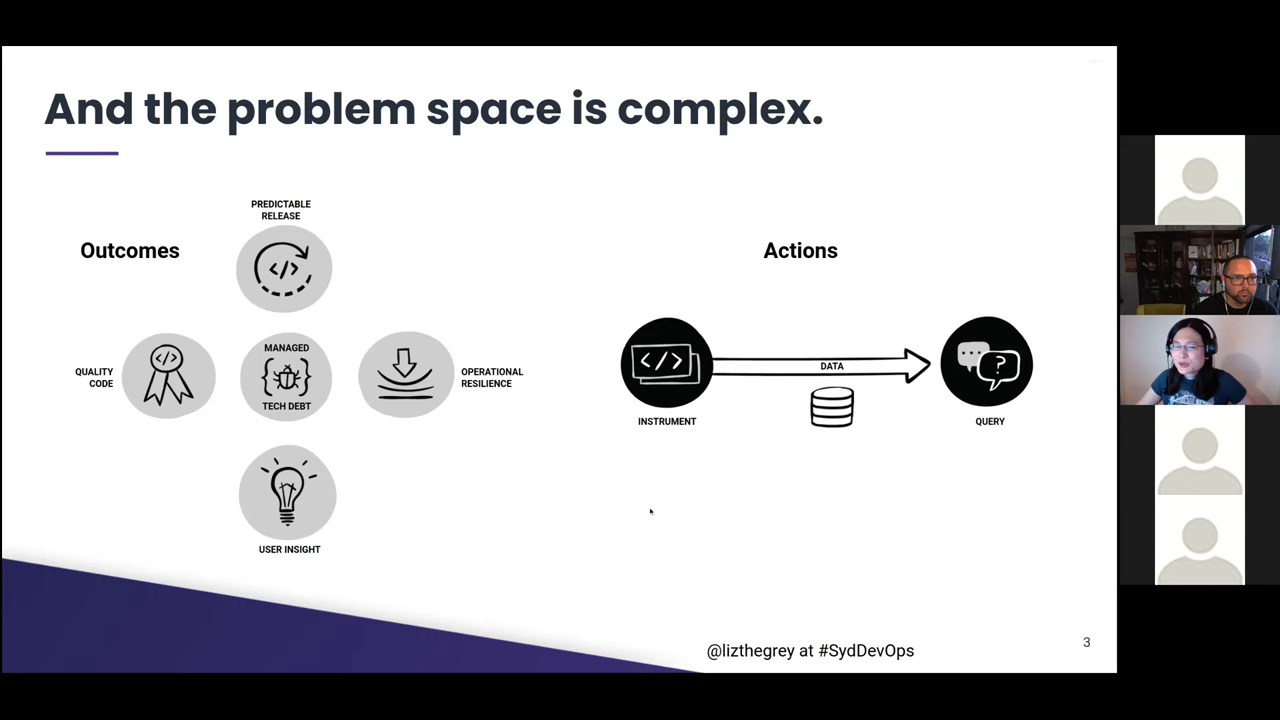 And the problem space is complex.
Outcomes
PREDICTABLE
RELEASE
</>
QUALITY
CODE
</>
MANAGED
TECH DEBT
OPERATIONAL
RESILIENCE
USER INSIGHT
Actions
</>
INSTRUMENT
DATA
?
QUERY
@lizthegrey at #SydDevOps
3